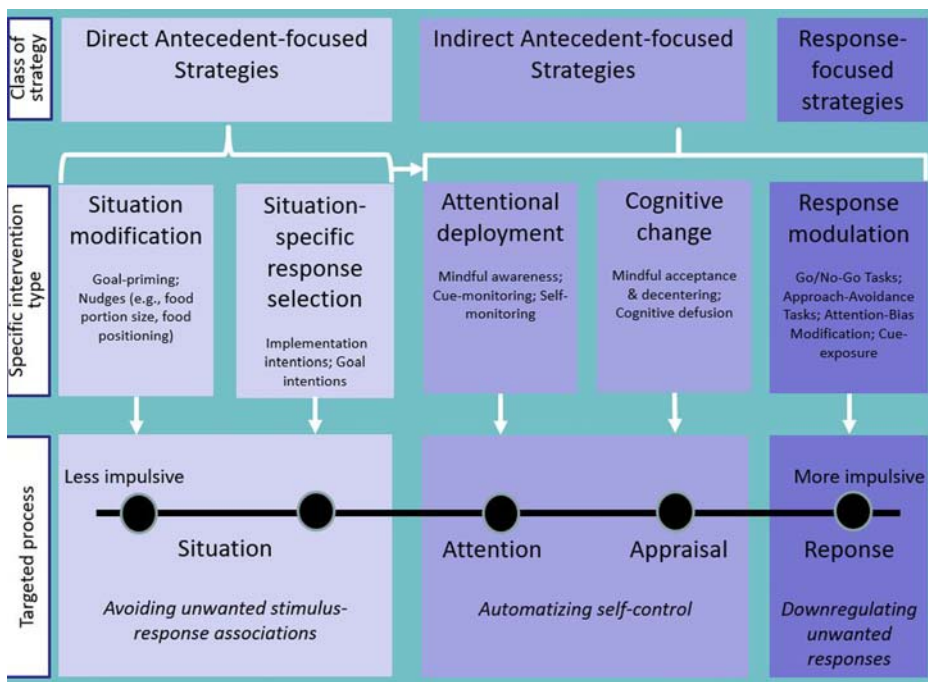 Class of
strategy
Direct Antecedent-focused
Strategies
Indirect Antecedent-focused
Strategies
Response-
focused
strategies
Specific intervention
type
Situation
modification
Goal-priming;
Nudges (e.g., food
portion size, food
positioning)
Situation-
specific
response
selection
Implementation
intentions; Goal
intentions
Attentional
deployment
Mindful awareness;
Cue-monitoring; Self-
monitoring
Cognitive
change
Mindful acceptance
& decentering;
Cognitive defusion
Response
modulation
Go/No-Go Tasks;
Approach-Avoidance
Tasks; Attention-Bias
Modification; Cue-
exposure
Targeted process
Less impulsive
More impulsive
Situation
Attention
Appraisal
Reponse
Avoiding unwanted stimulus-
response associations
Automatizing self-control
Downregulating
unwanted
responses